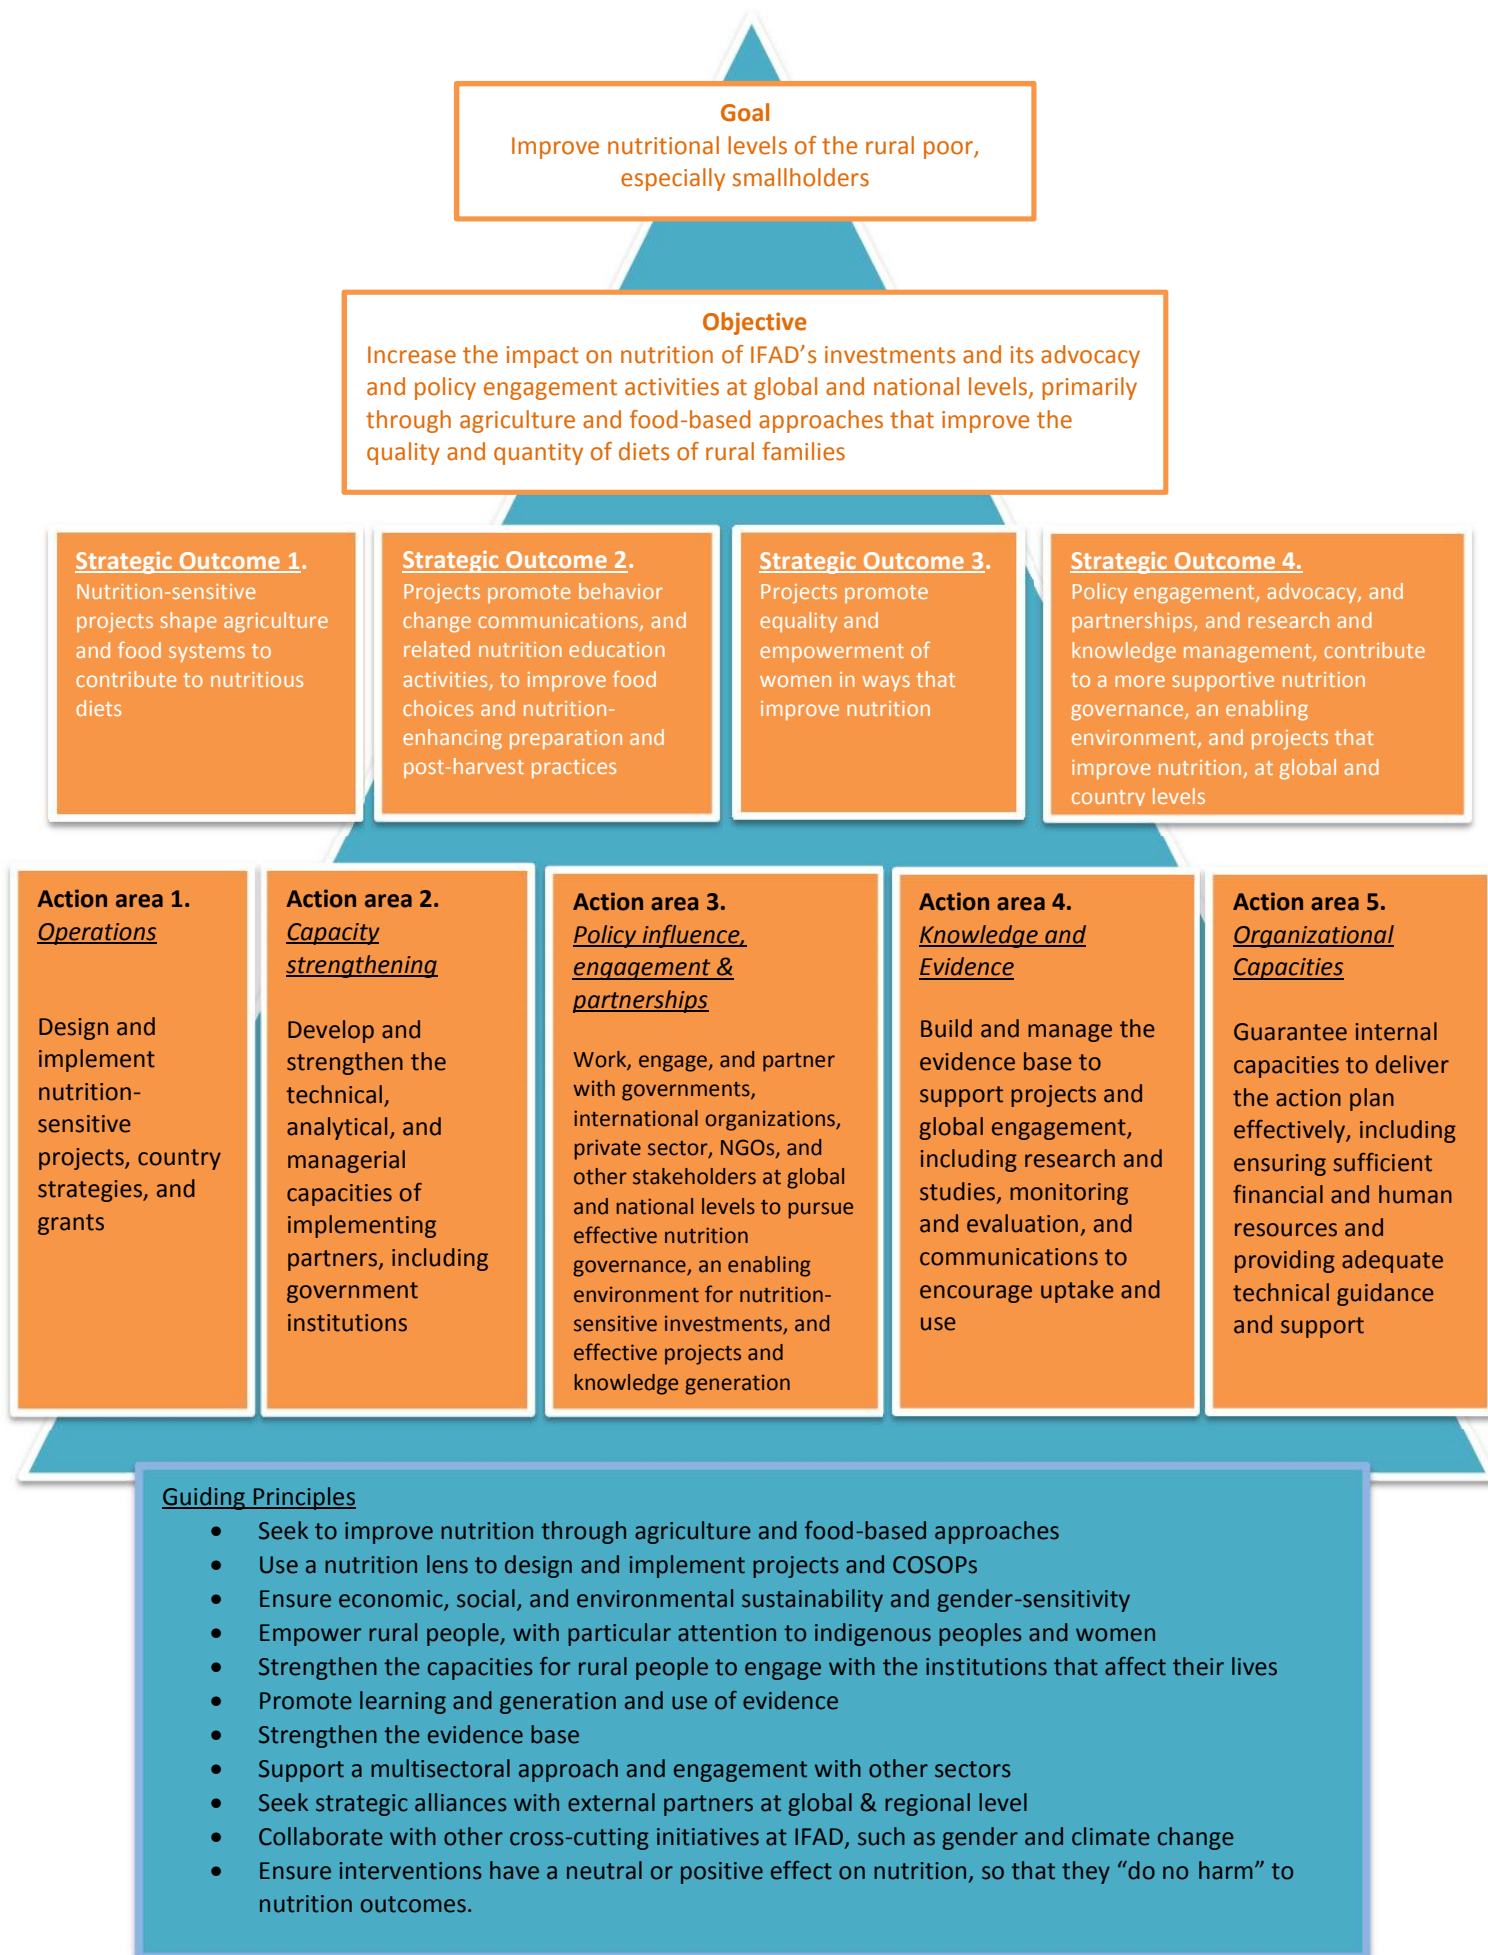 Goal
Improve nutritional levels of the rural poor,
especially smallholders
Objective
Increase the impact on nutrition of IFAD’s investments and its advocacy
and policy engagement activities at global and national levels, primarily
through agriculture and food-based approaches that improve the
quality and quantity of diets of rural families
Strategic Outcome 1.
Nutrition-sensitive
projects shape agriculture
and food systems to
contribute to nutritious
diets
Strategic Outcome 2.
Projects promote behavior
change communications, and
related nutrition education
activities, to improve food
choices and nutrition-
enhancing preparation and
post-harvest practices
Strategic Outcome 3.
Projects promote
equality and
empowerment of
women in ways that
improve nutrition
Strategic Outcome 4.
Policy engagement, advocacy, and
partnerships, and research and
knowledge management, contribute
to a more supportive nutrition
governance, an enabling
environment, and projects that
improve nutrition, at global and
country levels
Action area 1.
Operations
Design and
implement
nutrition-
sensitive
projects, country
strategies, and
grants
Action area 2.
Capacity
strengthening
Develop and
strengthen the
technical,
analytical, and
managerial
capacities of
implementing
partners, including
government
institutions
Action area 3.
Policy influence,
engagement &
partnerships
Work, engage, and partner
with governments,
international organizations,
private sector, NGOs, and
other stakeholders at global
and national levels to pursue
effective nutrition
governance, an enabling
environment for nutrition-
sensitive investments, and
effective projects and
knowledge generation
Action area 4.
Knowledge and
Evidence
Build and manage the
evidence base to
support projects and
global engagement,
including research and
studies, monitoring
and evaluation, and
communications to
encourage uptake and
use
Action area 5.
Organizational
Capacities
Guarantee internal
capacities to deliver
the action plan
effectively, including
ensuring sufficient
financial and human
resources and
providing adequate
technical guidance
and support
Guiding Principles
• Seek to improve nutrition through agriculture and food-based approaches
• Use a nutrition lens to design and implement projects and COSOPs
• Ensure economic, social, and environmental sustainability and gender-sensitivity
• Empower rural people, with particular attention to indigenous peoples and women
• Strengthen the capacities for rural people to engage with the institutions that affect their lives
• Promote learning and generation and use of evidence
• Strengthen the evidence base
• Support a multisectoral approach and engagement with other sectors
• Seek strategic alliances with external partners at global & regional level
• Collaborate with other cross-cutting initiatives at IFAD, such as gender and climate change
• Ensure interventions have a neutral or positive effect on nutrition, so that they “do no harm” to
nutrition outcomes.